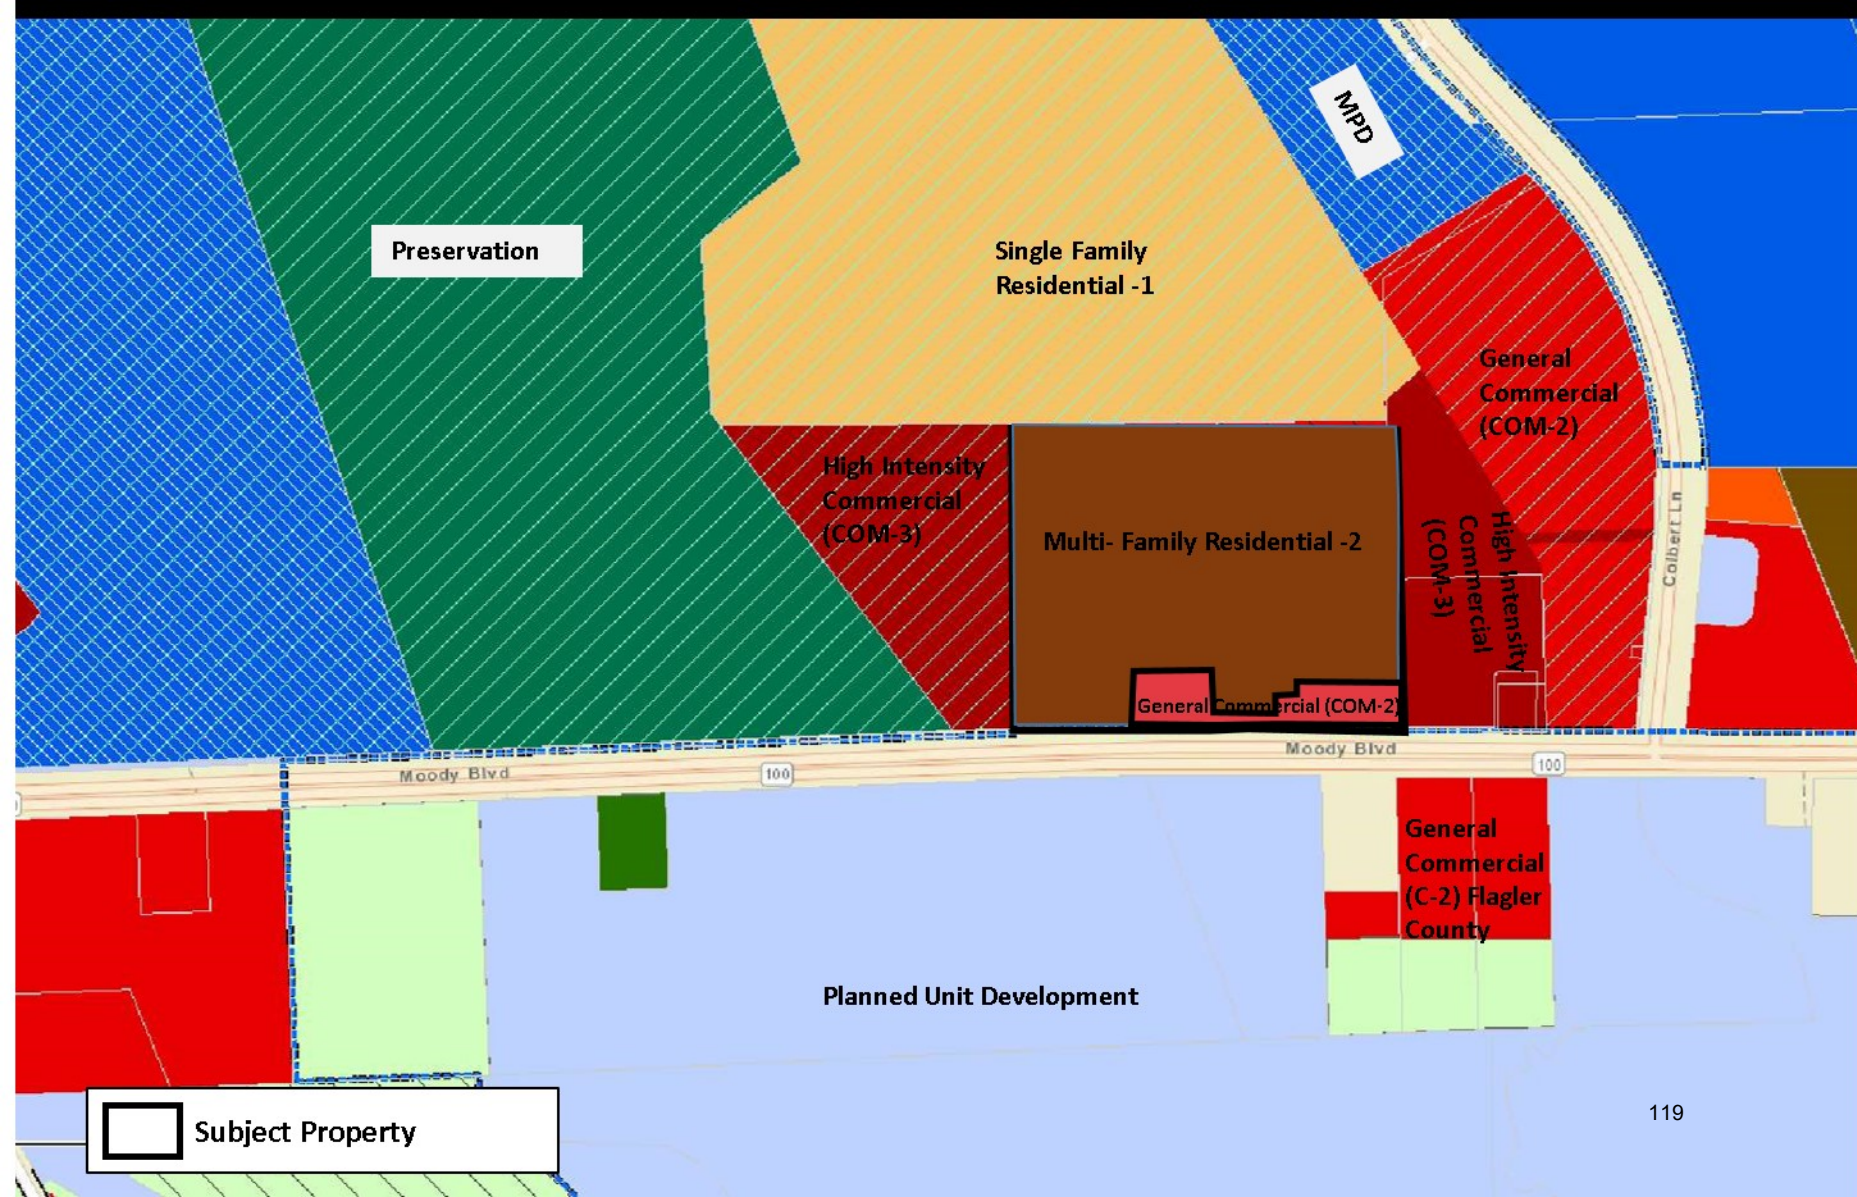 MPD
Preservation
Single Family
Residential -1
General
Commercial
(COM-2)
High Intensity
Commercial
(COM-3)
Multi- Family Residential -2
High Intensity
Commercial
(COM-3)
Colbert Ln
General Commercial (COM-2)
Moody Blvd
Moody Blvd
100
100
General
Commercial
(C-2) Flagler
County
Planned Unit Development
Subject Property
119